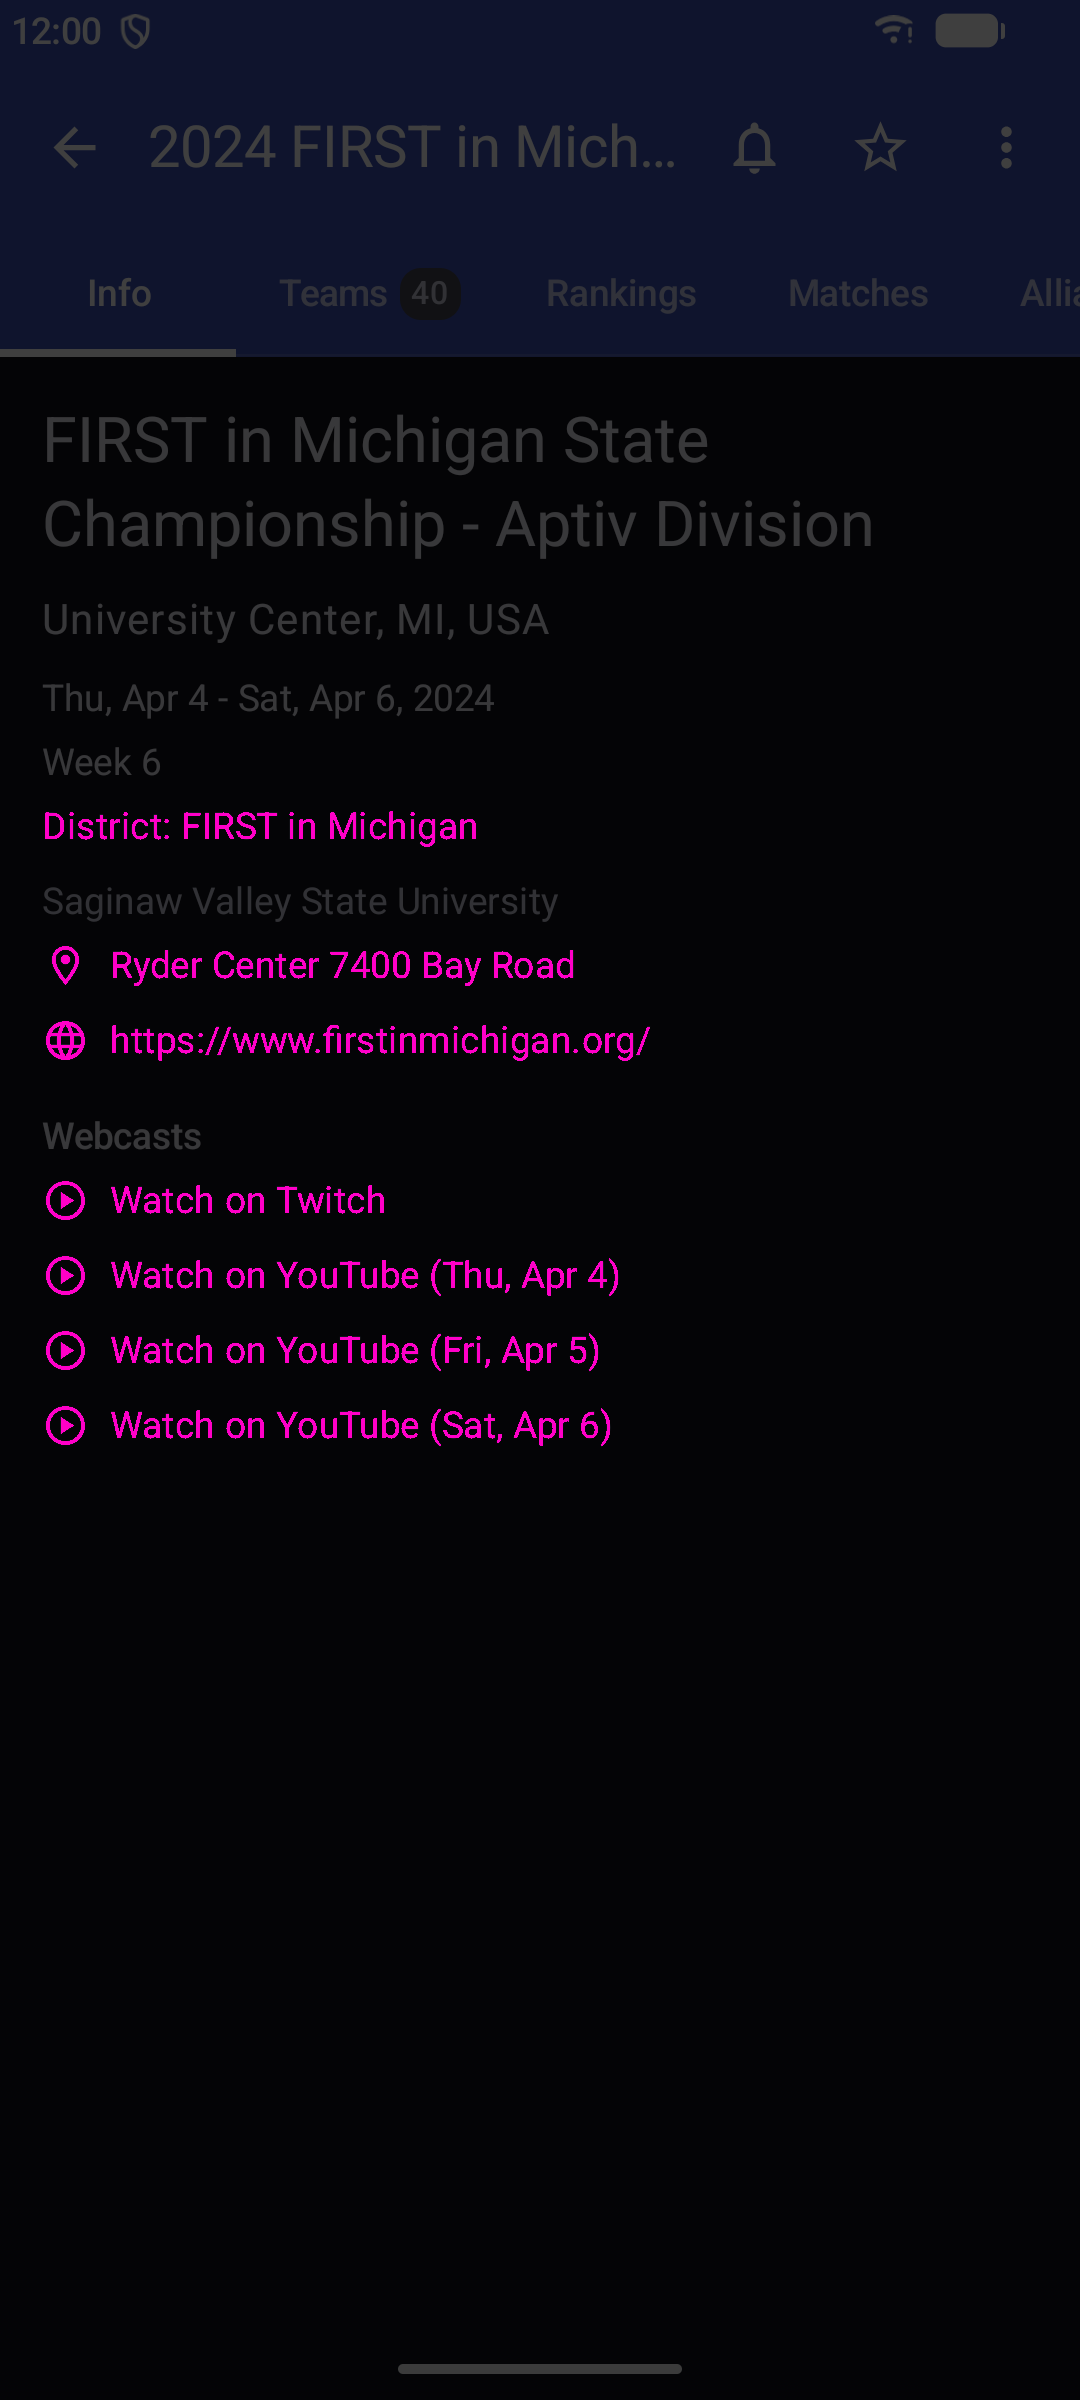 12:00
2024 FIRST in Mich...
Info
Teams 40
Rankings
Matches
Allia
FIRST in Michigan State
Championship - Aptiv Division
University Center, MI, USA
Thu, Apr 4 - Sat, Apr 6, 2024
Week 6
District: FIRST in Michigan
Saginaw Valley State University
Ryder Center 7400 Bay Road
https://www.firstinmichigan.org/
Webcasts
Watch on Twitch
Watch on YouTube (Thu, Apr 4)
Watch on YouTube (Fri, Apr 5)
Watch on YouTube (Sat, Apr 6)